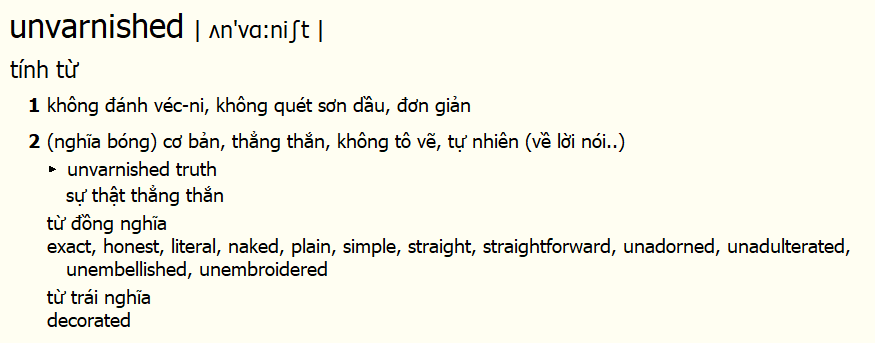 unvarnished | ʌn'vɑ:niʃt |
tính từ
1 không đánh véc-ni, không quét sơn dầu, đơn giản
2 (nghĩa bóng) cơ bản, thẳng thắn, không tô vẽ, tự nhiên (về lời nói..)
unvarnished truth
sự thật thẳng thắn
từ đồng nghĩa
exact, honest, literal, naked, plain, simple, straight, straightforward, unadorned, unadulterated,
unembellished, unembroidered
từ trái nghĩa
decorated